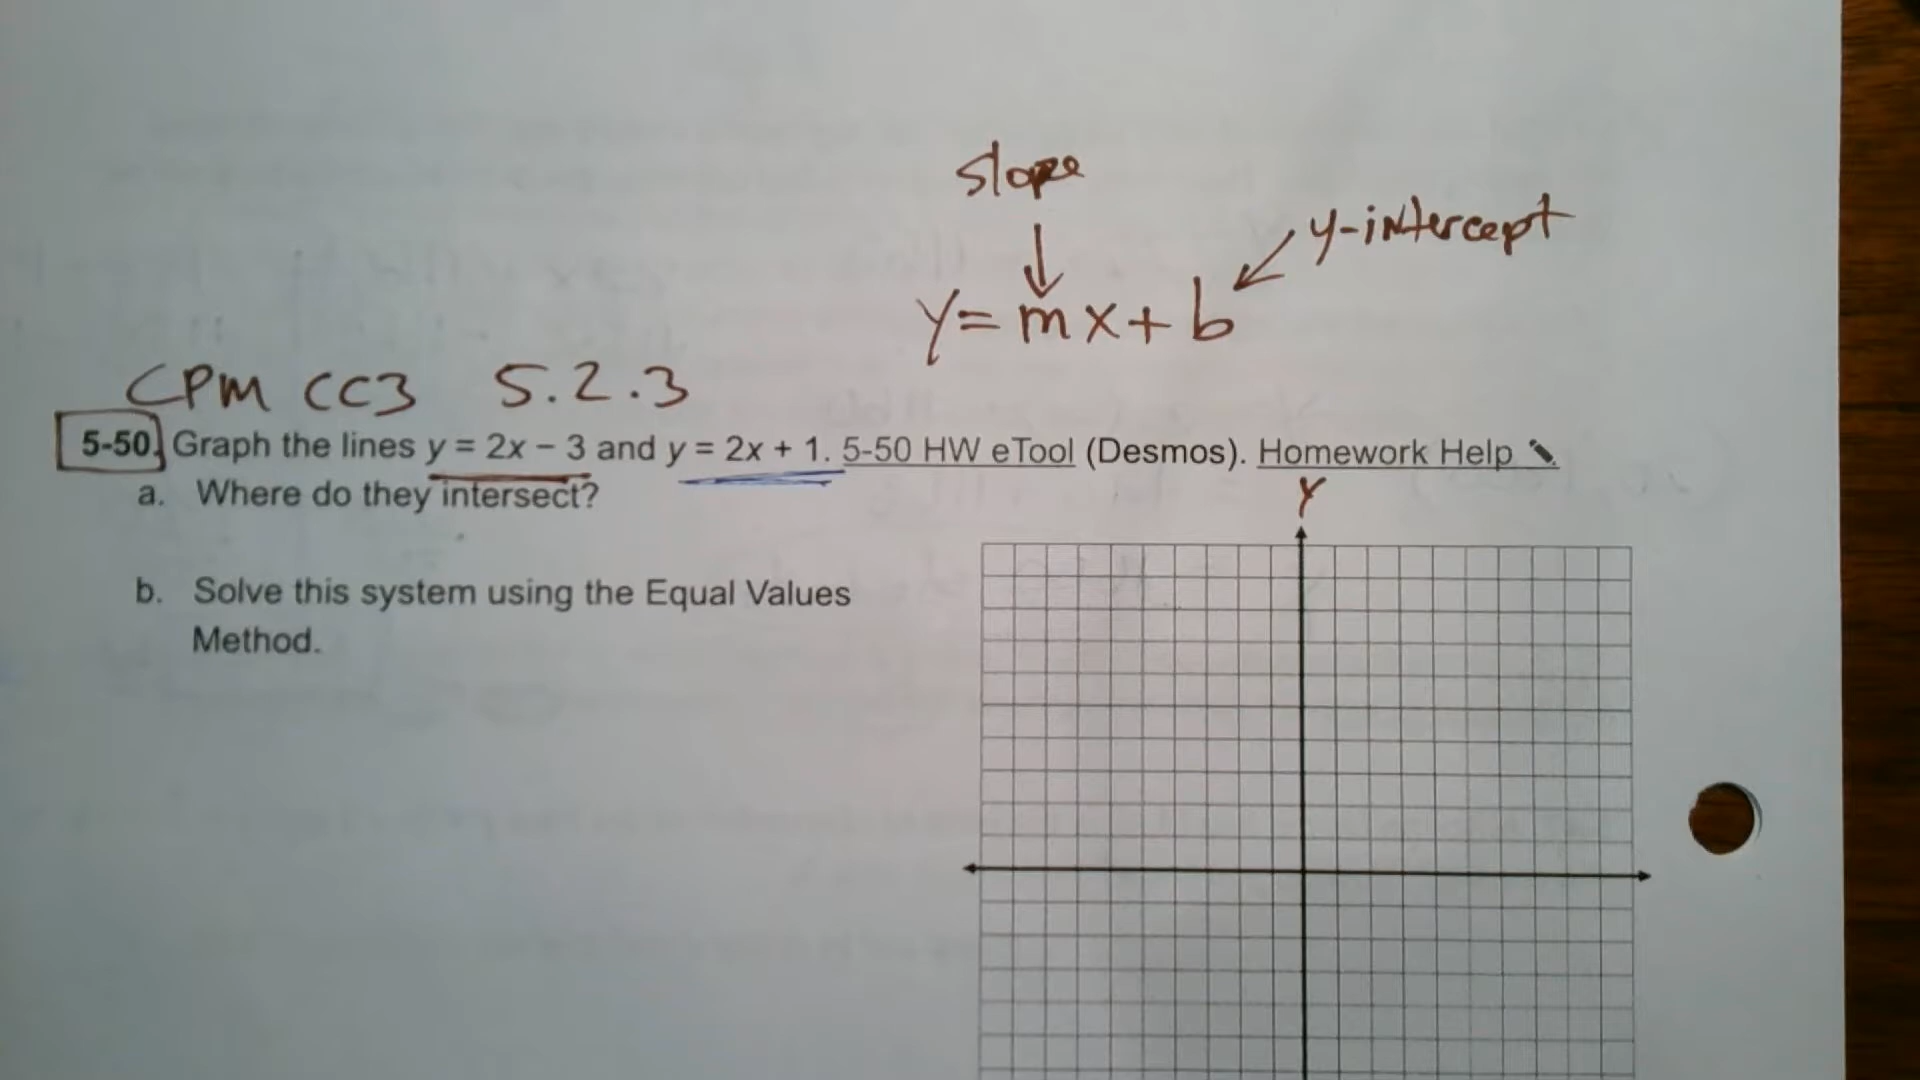 slope
y-intercept
y = mx + b
CPM CC3 5.2.3
5-50. Graph the lines y = 2x – 3 and y = 2x + 1. 5-50 HW eTool (Desmos). Homework Help
a. Where do they intersect?
Y
b. Solve this system using the Equal Values
Method.